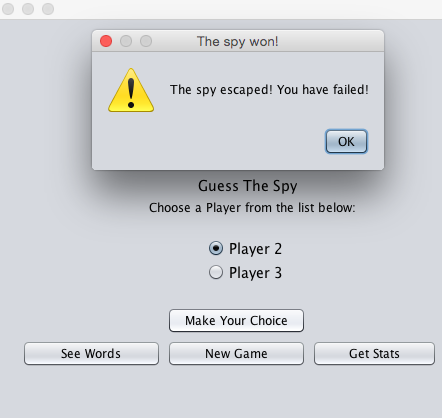 The spy won!
The spy escaped! You have failed!
OK
Guess The Spy
Choose a Player from the list below:
Player 2
Player 3
Make Your Choice
See Words
New Game
Get Stats